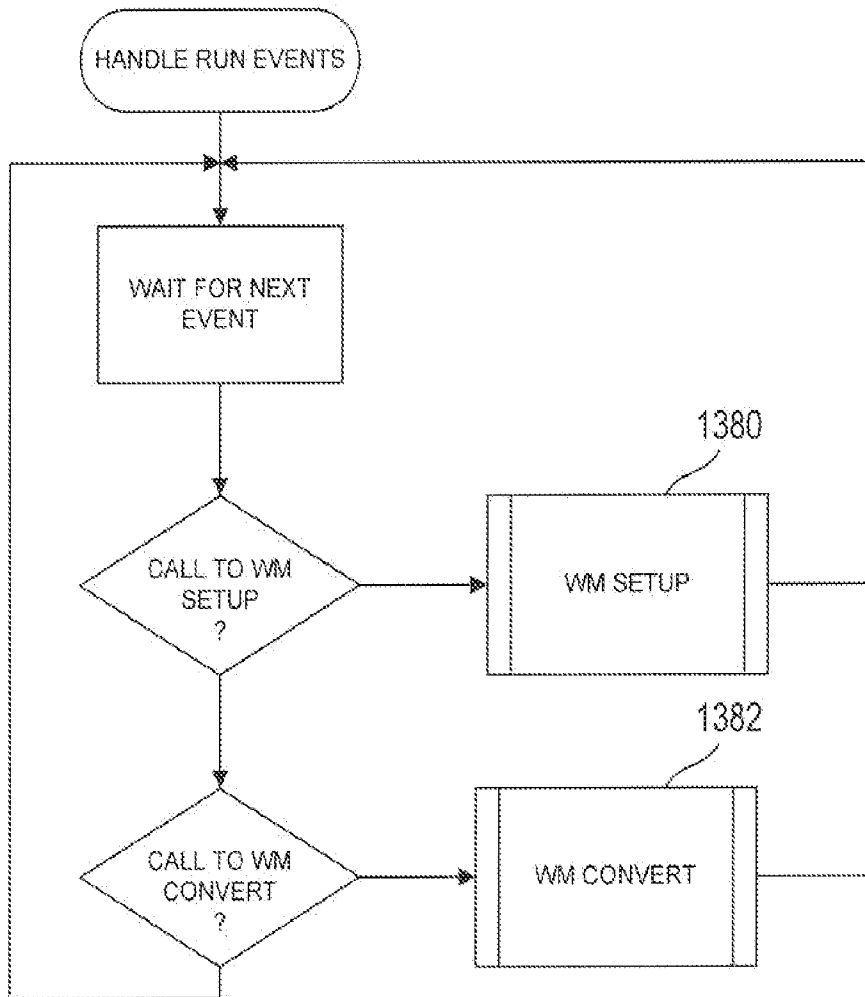 HANDLE RUN EVENTS
WAIT FOR NEXT
EVENT
1380
CALL TO WM
SETUP
?
WM SETUP
1382
CALL TO WM
CONVERT
?
WM CONVERT